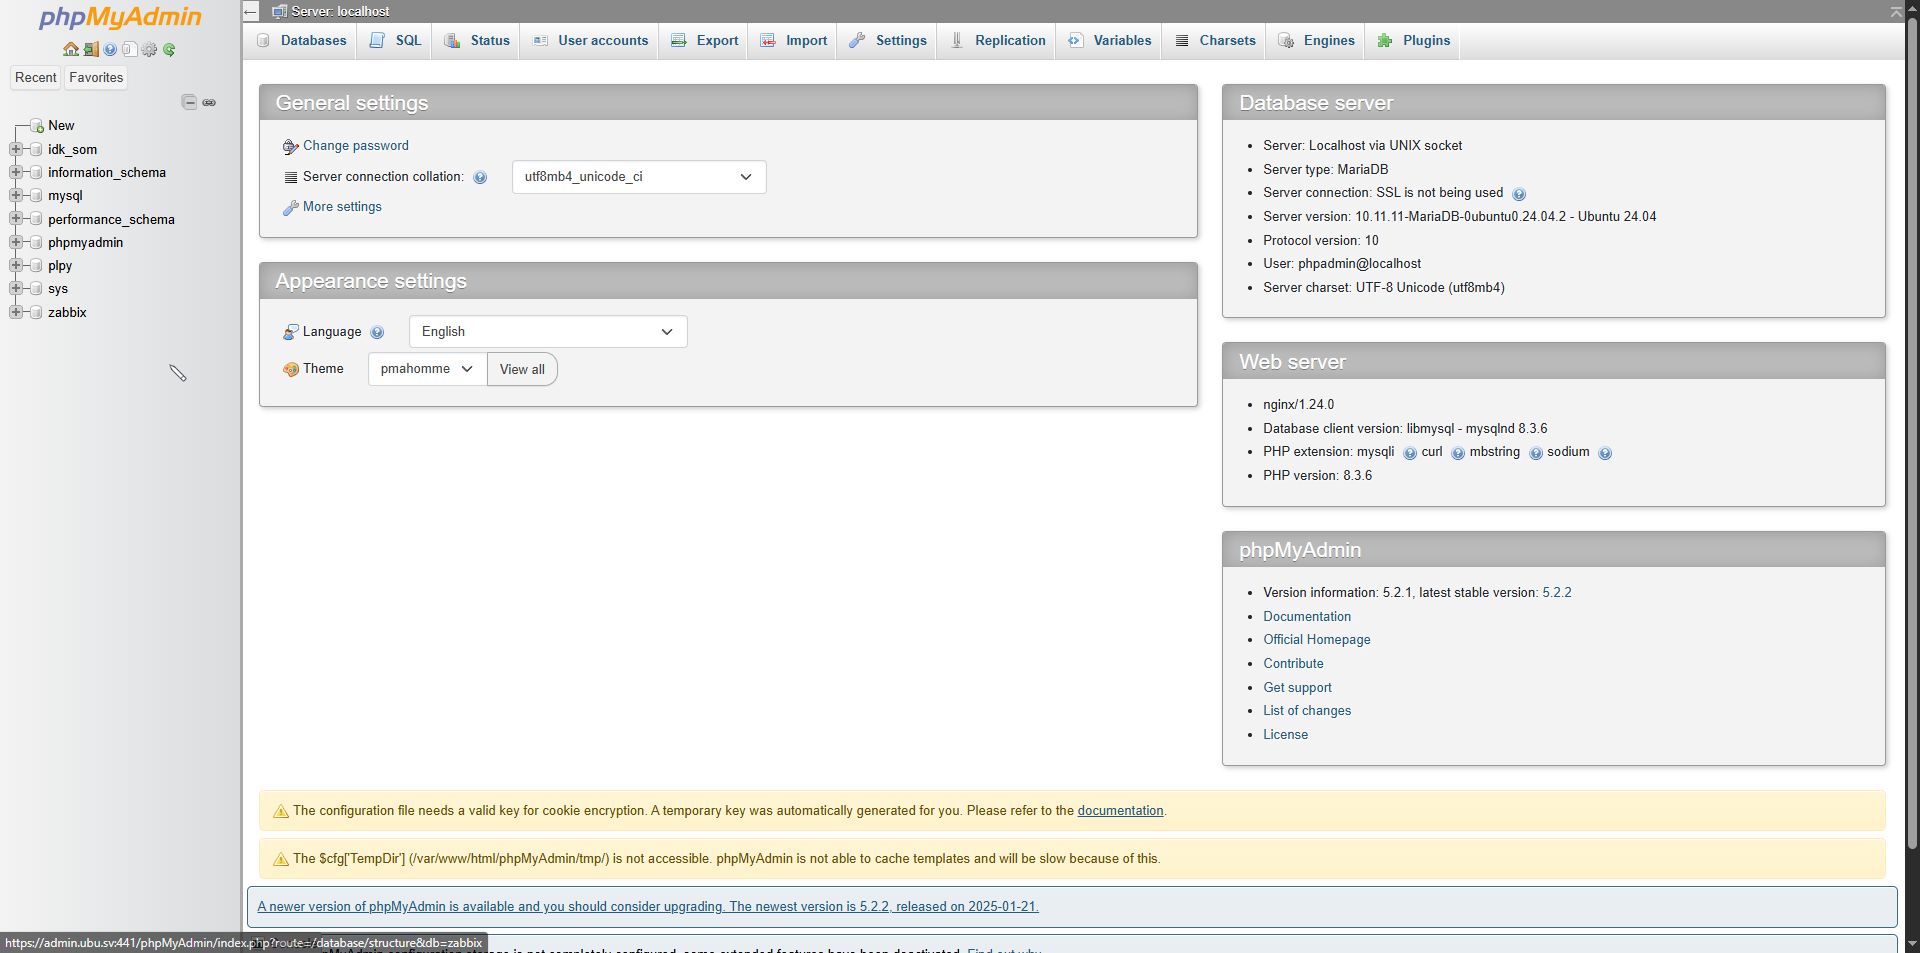 phpMyAdmin
Recent
Favorites
New
idk_som
information_schema
mysql
performance_schema
phpmyadmin
plpy
sys
zabbix
Server: localhost
Databases
SQL
Status
User accounts
Export
Import
Settings
Replication
Variables
Charsets
Engines
Plugins
General settings
Change password
Server connection collation:
utf8mb4_unicode_ci
More settings
Appearance settings
Language
English
Theme
pmahomme
View all
Database server
Server: Localhost via UNIX socket
Server type: MariaDB
Server connection: SSL is not being used
Server version: 10.11.11-MariaDB-0ubuntu0.24.04.2 - Ubuntu 24.04
Protocol version: 10
User: phpadmin@localhost
Server charset: UTF-8 Unicode (utf8mb4)
Web server
nginx/1.24.0
Database client version: libmysql - mysqlnd 8.3.6
PHP extension: mysqli curl mbstring sodium
PHP version: 8.3.6
phpMyAdmin
Version information: 5.2.1, latest stable version: 5.2.2
Documentation
Official Homepage
Contribute
Get support
List of changes
License
The configuration file needs a valid key for cookie encryption. A temporary key was automatically generated for you. Please refer to the documentation.
The $cfg['TempDir'] (/var/www/html/phpMyAdmin/tmp/) is not accessible. phpMyAdmin is not able to cache templates and will be slow because of this.
A newer version of phpMyAdmin is available and you should consider upgrading. The newest version is 5.2.2, released on 2025-01-21.
https://admin.ubu.sv:441/phpMyAdmin/index.php?route=/database/structure&db=zabbix